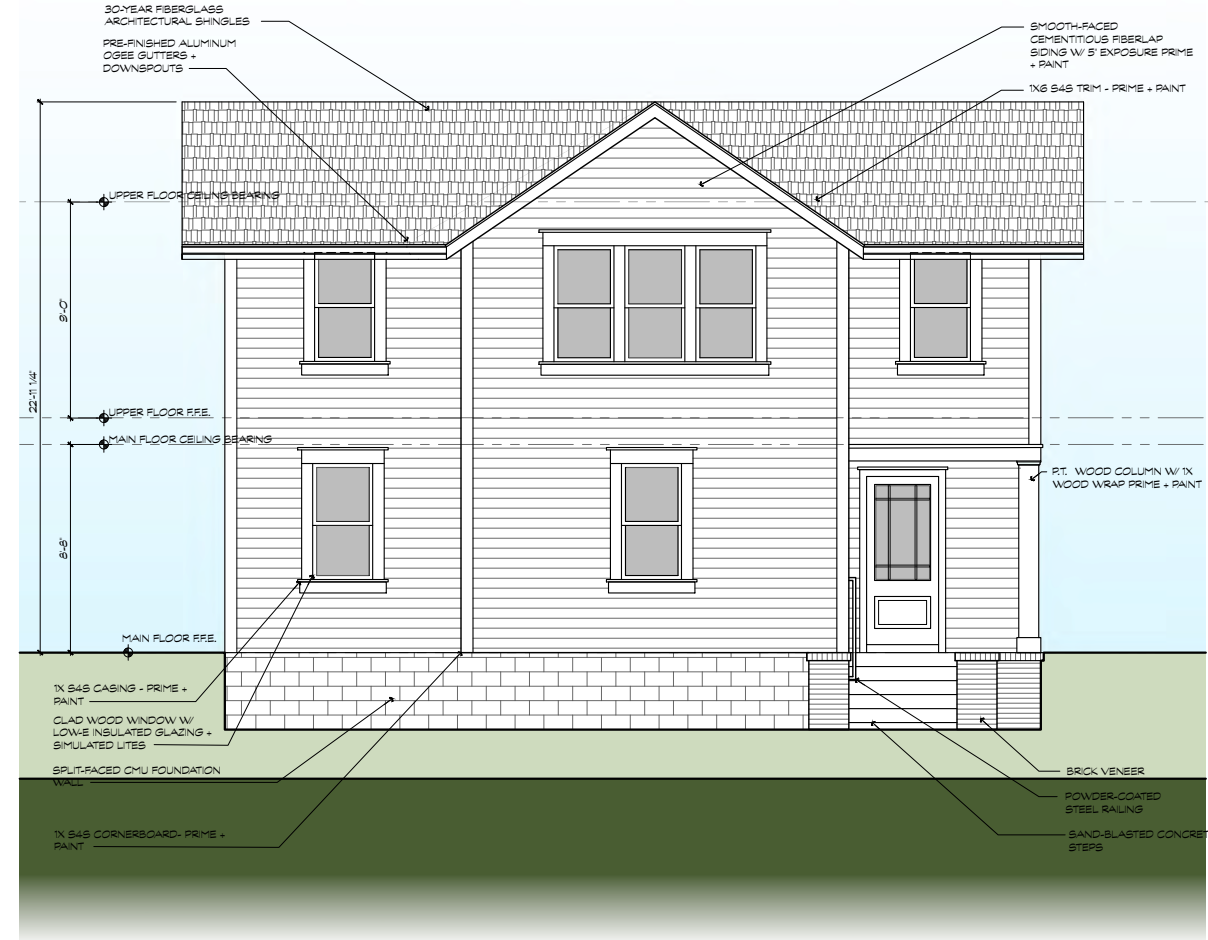 30-YEAR FIBERGLASS
ARCHITECTURAL SHINGLES
PRE-FINISHED ALUMINUM
OGEE GUTTERS +
DOWNSPOUTS
SMOOTH-FACED
CEMENTITIOUS FIBERLAP
SIDING W/ 5" EXPOSURE PRIME
+ PAINT
1X6 S4S TRIM - PRIME + PAINT
UPPER FLOOR CEILING BEARING
9'-0"
22'-11 1/4"
UPPER FLOOR F.F.E.
MAIN FLOOR CEILING BEARING
P.T. WOOD COLUMN W/ 1X
WOOD WRAP PRIME + PAINT
8'-8"
MAIN FLOOR F.F.E.
1X S4S CASING - PRIME +
PAINT
CLAD WOOD WINDOW W/
LOW-E INSULATED GLAZING +
SIMULATED LITES
SPLIT-FACED CMU FOUNDATION
WALL
1X S4S CORNERBOARD- PRIME +
PAINT
BRICK VENEER
POWDER-COATED
STEEL RAILING
SAND-BLASTED CONCRET
STEPS